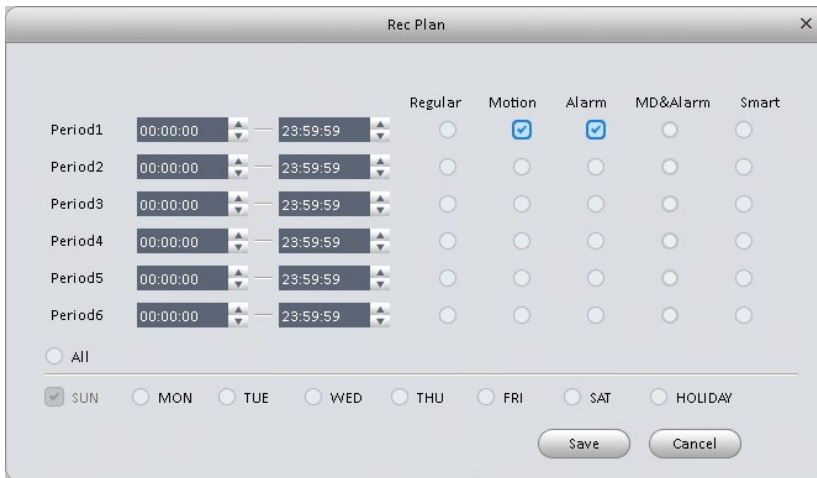 Rec Plan
Regular Motion Alarm MD&Alarm Smart
Period1 00:00:00 23:59:59
Period2 00:00:00 23:59:59
Period3 00:00:00 23:59:59
Period4 00:00:00 23:59:59
Period5 00:00:00 23:59:59
Period6 00:00:00 23:59:59
All
SUN MON TUE WED THU FRI SAT HOLIDAY
Save Cancel